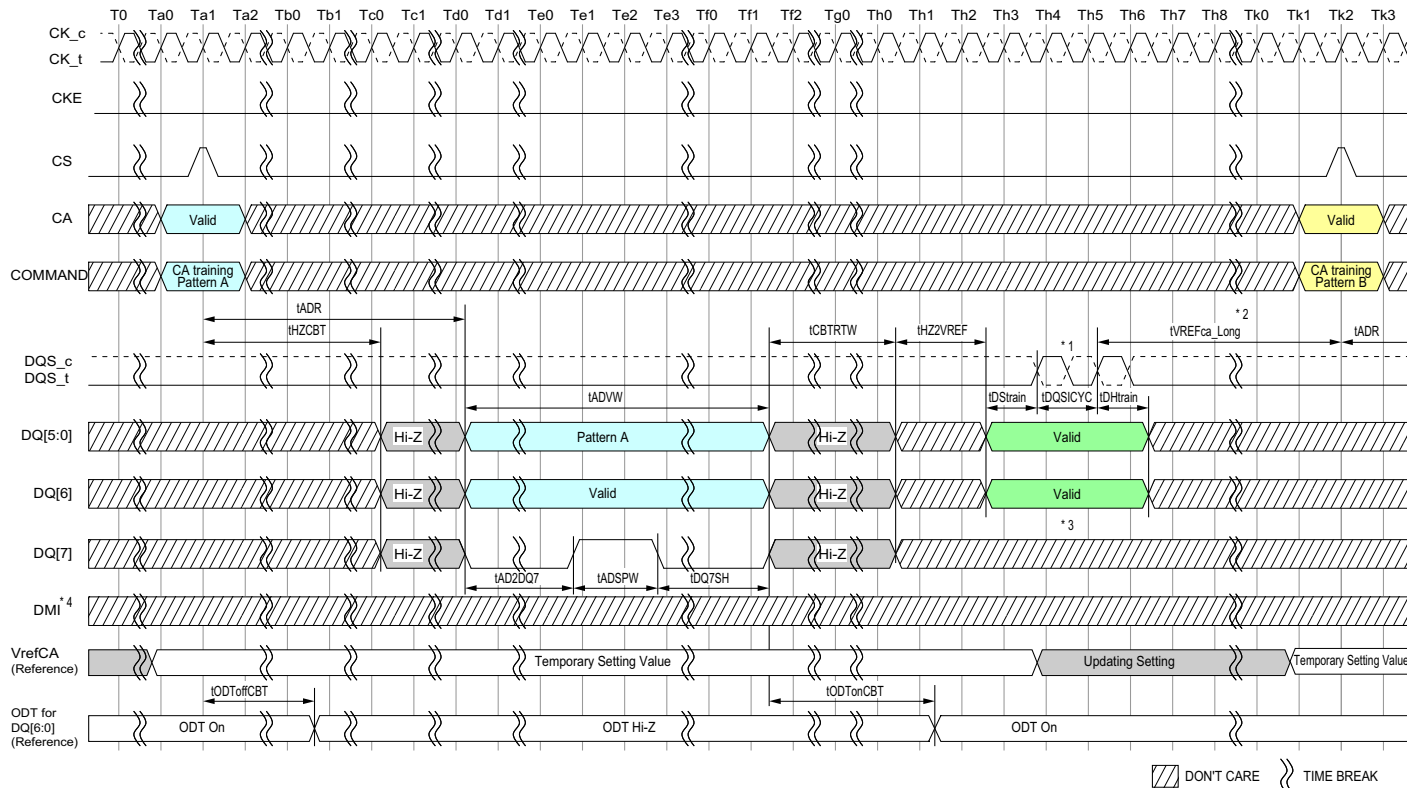 T0 Ta0 Ta1 Ta2 Tb0 Tb1 Tc0 Tc1 Td0 Td1 Te0 Te1 Te2 Te3 Tf0 Tf1 Tf2 Tg0 Th0 Th1 Th2 Th3 Th4 Th5 Th6 Th7 Th8 Tk0 Tk1 Tk2 Tk3
CK_c
CK_t
CKE
CS
CA Valid Valid
COMMAND CA training Pattern A CA training Pattern B
tADR * 2
tHZCBT tCBTRTW tHZ2VREF * 1 tVREFca_Long tADR
DQS_c
DQS_t
tADVW tDStrain tDQSICYC tDHtrain
DQ[5:0] Hi-Z Pattern A Hi-Z Valid
DQ[6] Hi-Z Valid Hi-Z Valid
* 3
DQ[7] Hi-Z Hi-Z
tAD2DQ7 tADSPW tDQ7SH
DMI* 4
VrefCA
(Reference) Temporary Setting Value Updating Setting Temporary Setting Value
tODToffCBT tODTonCBT
ODT for
DQ[6:0]
(Reference) ODT On ODT Hi-Z ODT On
DON'T CARE TIME BREAK